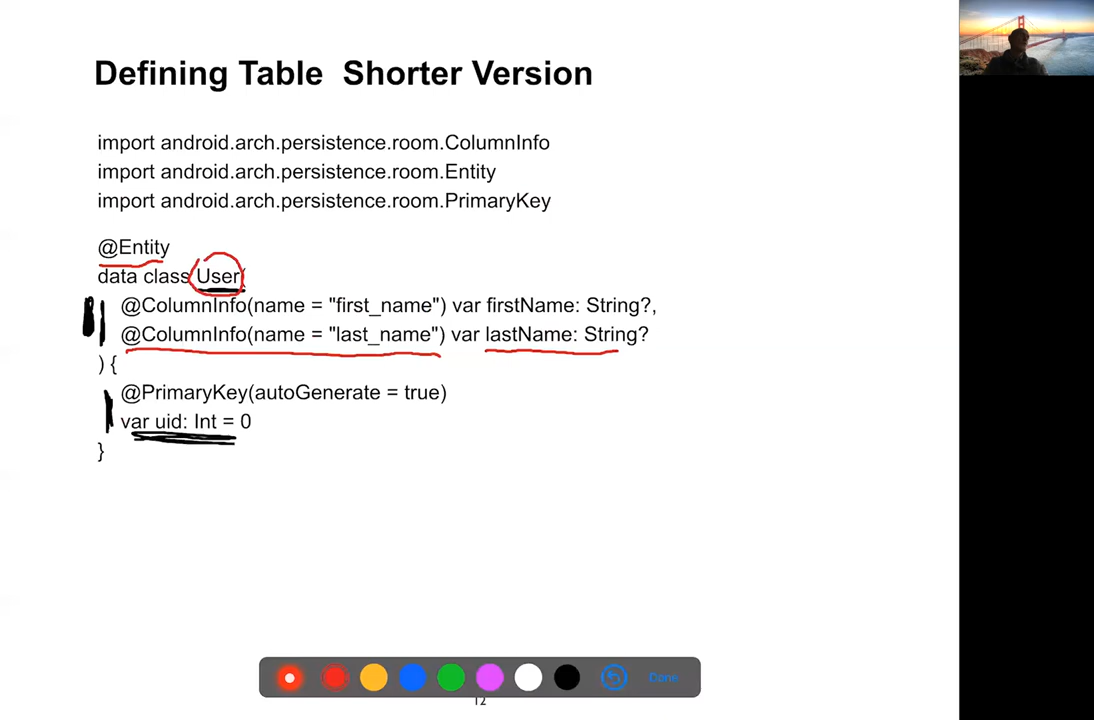 Defining Table Shorter Version
import android.arch.persistence.room.ColumnInfo
import android.arch.persistence.room.Entity
import android.arch.persistence.room.PrimaryKey
@Entity
data class User(
@ColumnInfo(name = "first_name") var firstName: String?,
@ColumnInfo(name = "last_name") var lastName: String?
) {
@PrimaryKey(autoGenerate = true)
var uid: Int = 0
}
Done
12